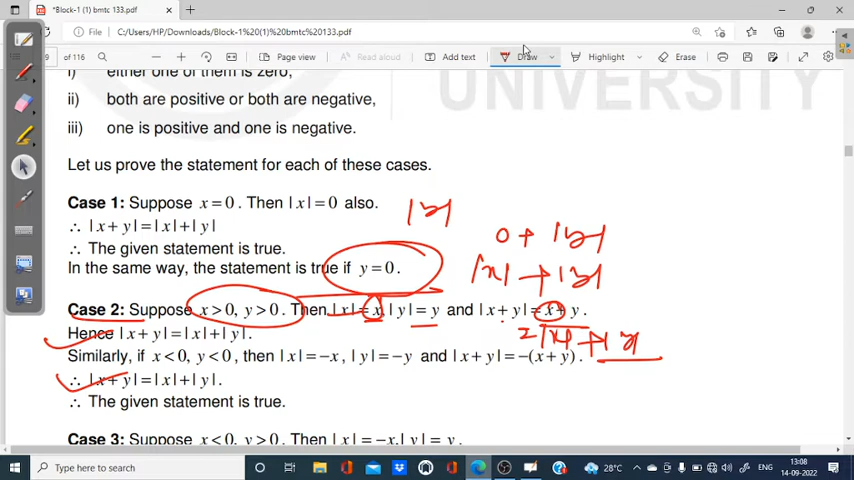 *Block-1 (1) bmtc 133.pdf
File C:/Users/HP/Downloads/Block-1%20(1)%20bmtc%20133.pdf
9 of 116 Page view Read aloud Add text Draw Highlight Erase
i) either one of them is zero,
UNIVERSITY
ii) both are positive or both are negative,
iii) one is positive and one is negative.
Let us prove the statement for each of these cases.
Case 1: Suppose x = 0 . Then | x | = 0 also.
|y|
∴ | x + y | = | x | + | y |
0 + |y|
∴ The given statement is true.
In the same way, the statement is true if y = 0 .
|x| + |y|
Case 2: Suppose x > 0, y > 0 . Then | x | = x, | y | = y and | x + y | = x + y .
Hence | x + y | = | x | + | y | .
= |x| + |y|
Similarly, if x < 0, y < 0 , then | x | = −x, | y | = −y and | x + y | = −(x + y) .
∴ | x + y | = | x | + | y | .
∴ The given statement is true.
Case 3: Suppose x < 0, y > 0 . Then | x | = −x, | y | = y .
Type here to search
28°C
ENG
13:08
14-09-2022